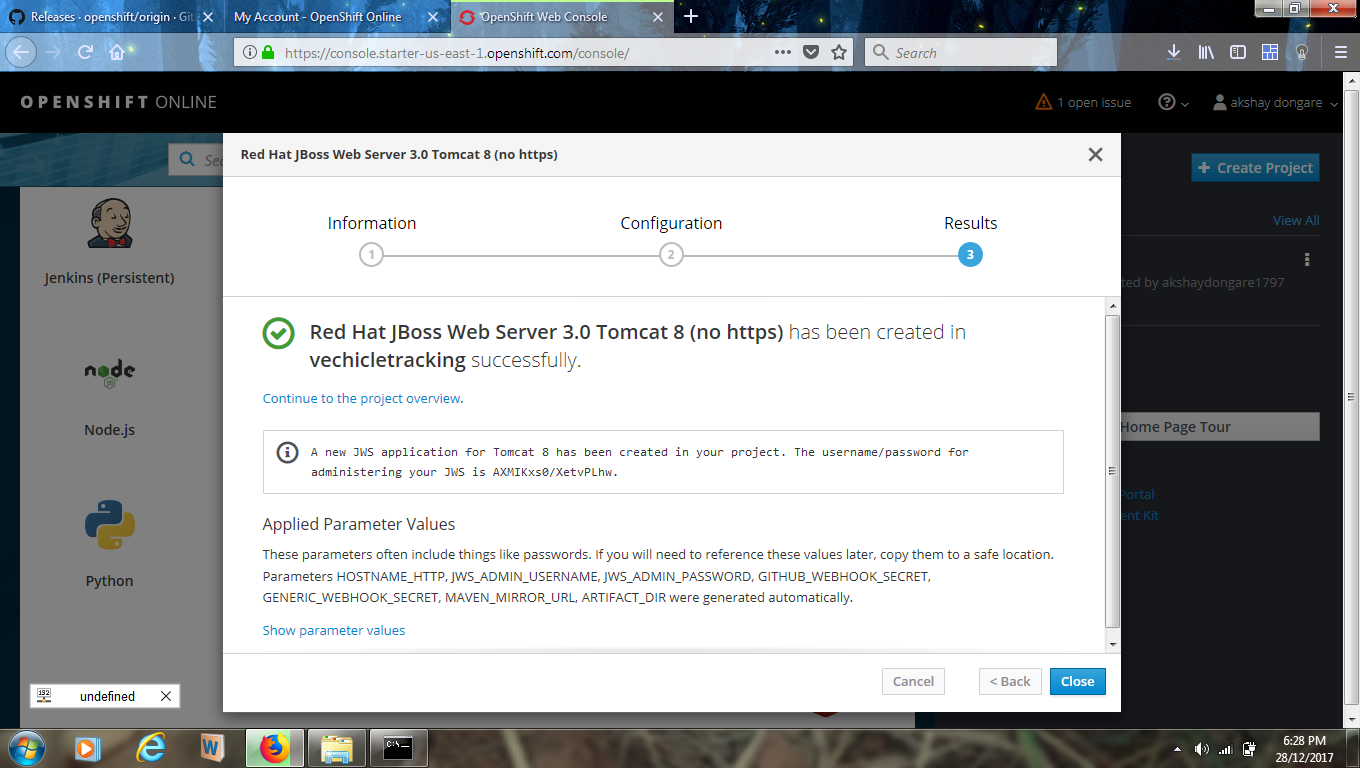 Releases · openshift/origin · Git
My Account - OpenShift Online
OpenShift Web Console
https://console.starter-us-east-1.openshift.com/console/
Search
OPENSHIFT ONLINE
1 open issue
akshay dongare
Red Hat JBoss Web Server 3.0 Tomcat 8 (no https)
Sea
Create Project
Information
Configuration
Results
View All
1
2
3
Jenkins (Persistent)
ted by akshaydongare1797
Red Hat JBoss Web Server 3.0 Tomcat 8 (no https) has been created in
vechicletracking successfully.
Continue to the project overview.
node
JS
Node.js
Home Page Tour
A new JWS application for Tomcat 8 has been created in your project. The username/password for
administering your JWS is AXMIKxs0/XetvPLhw.
Portal
ent Kit
Applied Parameter Values
These parameters often include things like passwords. If you will need to reference these values later, copy them to a safe location.
Parameters HOSTNAME_HTTP, JWS_ADMIN_USERNAME, JWS_ADMIN_PASSWORD, GITHUB_WEBHOOK_SECRET,
GENERIC_WEBHOOK_SECRET, MAVEN_MIRROR_URL, ARTIFACT_DIR were generated automatically.
Python
Show parameter values
Cancel
< Back
Close
192
undefined
C:\_
6:28 PM
28/12/2017